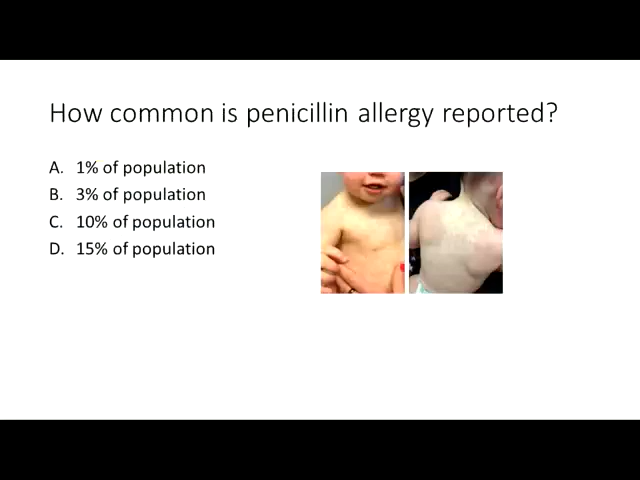 How common is penicillin allergy reported?
A. 1% of population
B. 3% of population
C. 10% of population
D. 15% of population